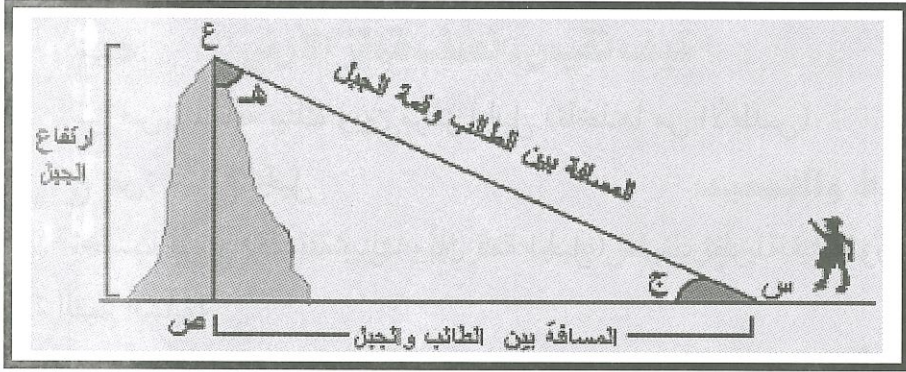 ع
هـ
المسافة بين الطالب وقمة الجبل
ارتفاع
الجبل
ج
س
ص
المسافة بين الطالب والجبل